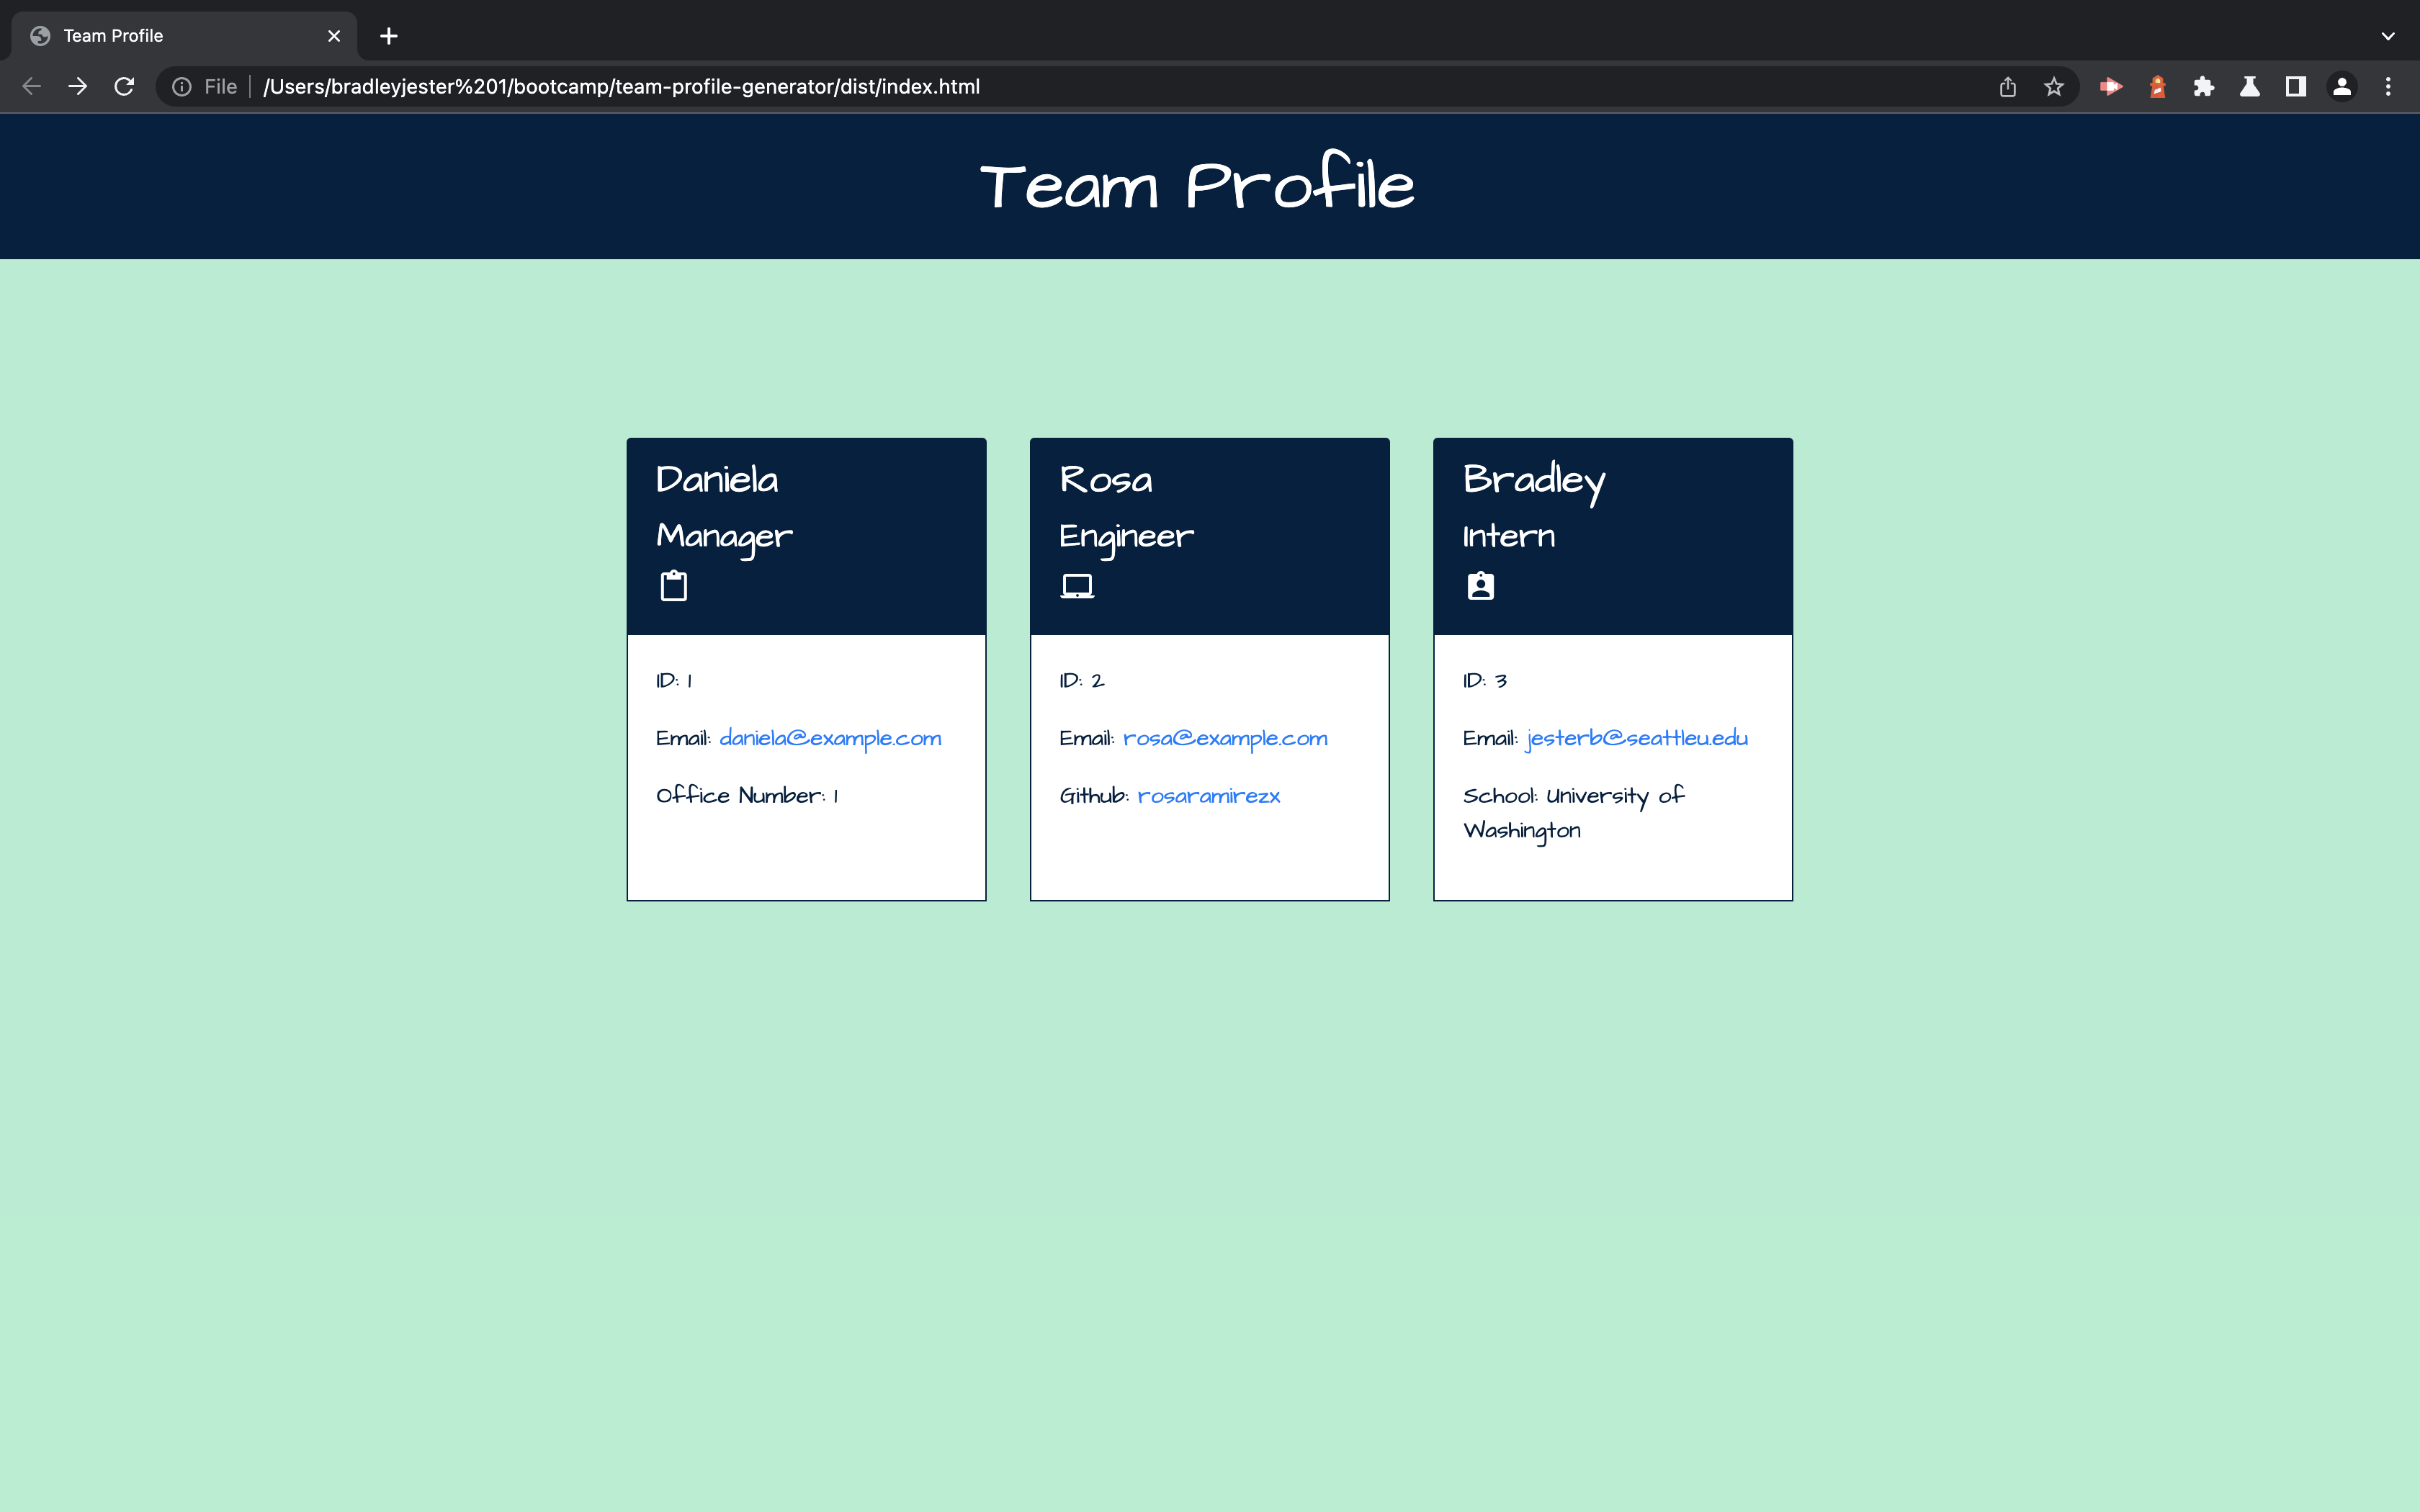 Team Profile
File /Users/bradleyjester%201/bootcamp/team-profile-generator/dist/index.html
Team Profile
Daniela
Manager
ID: 1
Email: daniela@example.com
Office Number: 1
Rosa
Engineer
ID: 2
Email: rosa@example.com
Github: rosaramirezx
Bradley
Intern
ID: 3
Email: jesterb@seattleu.edu
School: University of
Washington